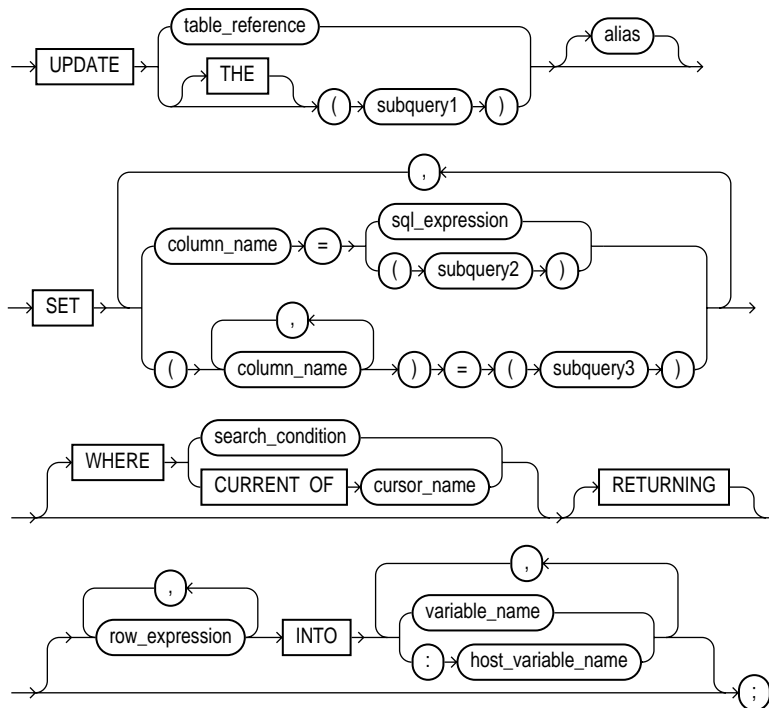 table_reference
alias
UPDATE
THE
( subquery1 )
,
sql_expression
column_name =
( subquery2 )
SET
,
( column_name ) = ( subquery3 )
search_condition
WHERE
CURRENT OF cursor_name
RETURNING
, ,
variable_name
row_expression INTO
: host_variable_name
;